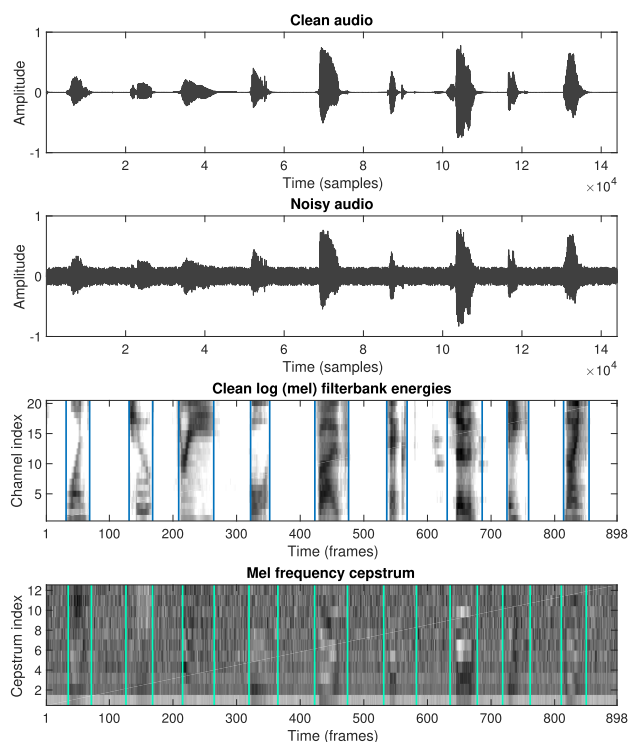 Clean audio
1
0
-1
Amplitude
2 4 6 8 10 12 14
Time (samples)
×10^4
Noisy audio
1
0
-1
Amplitude
2 4 6 8 10 12 14
Time (samples)
×10^4
Clean log (mel) filterbank energies
20
15
10
5
Channel index
1 100 200 300 400 500 600 700 800 898
Time (frames)
Mel frequency cepstrum
12
10
8
6
4
2
Cepstrum index
1 100 200 300 400 500 600 700 800 898
Time (frames)